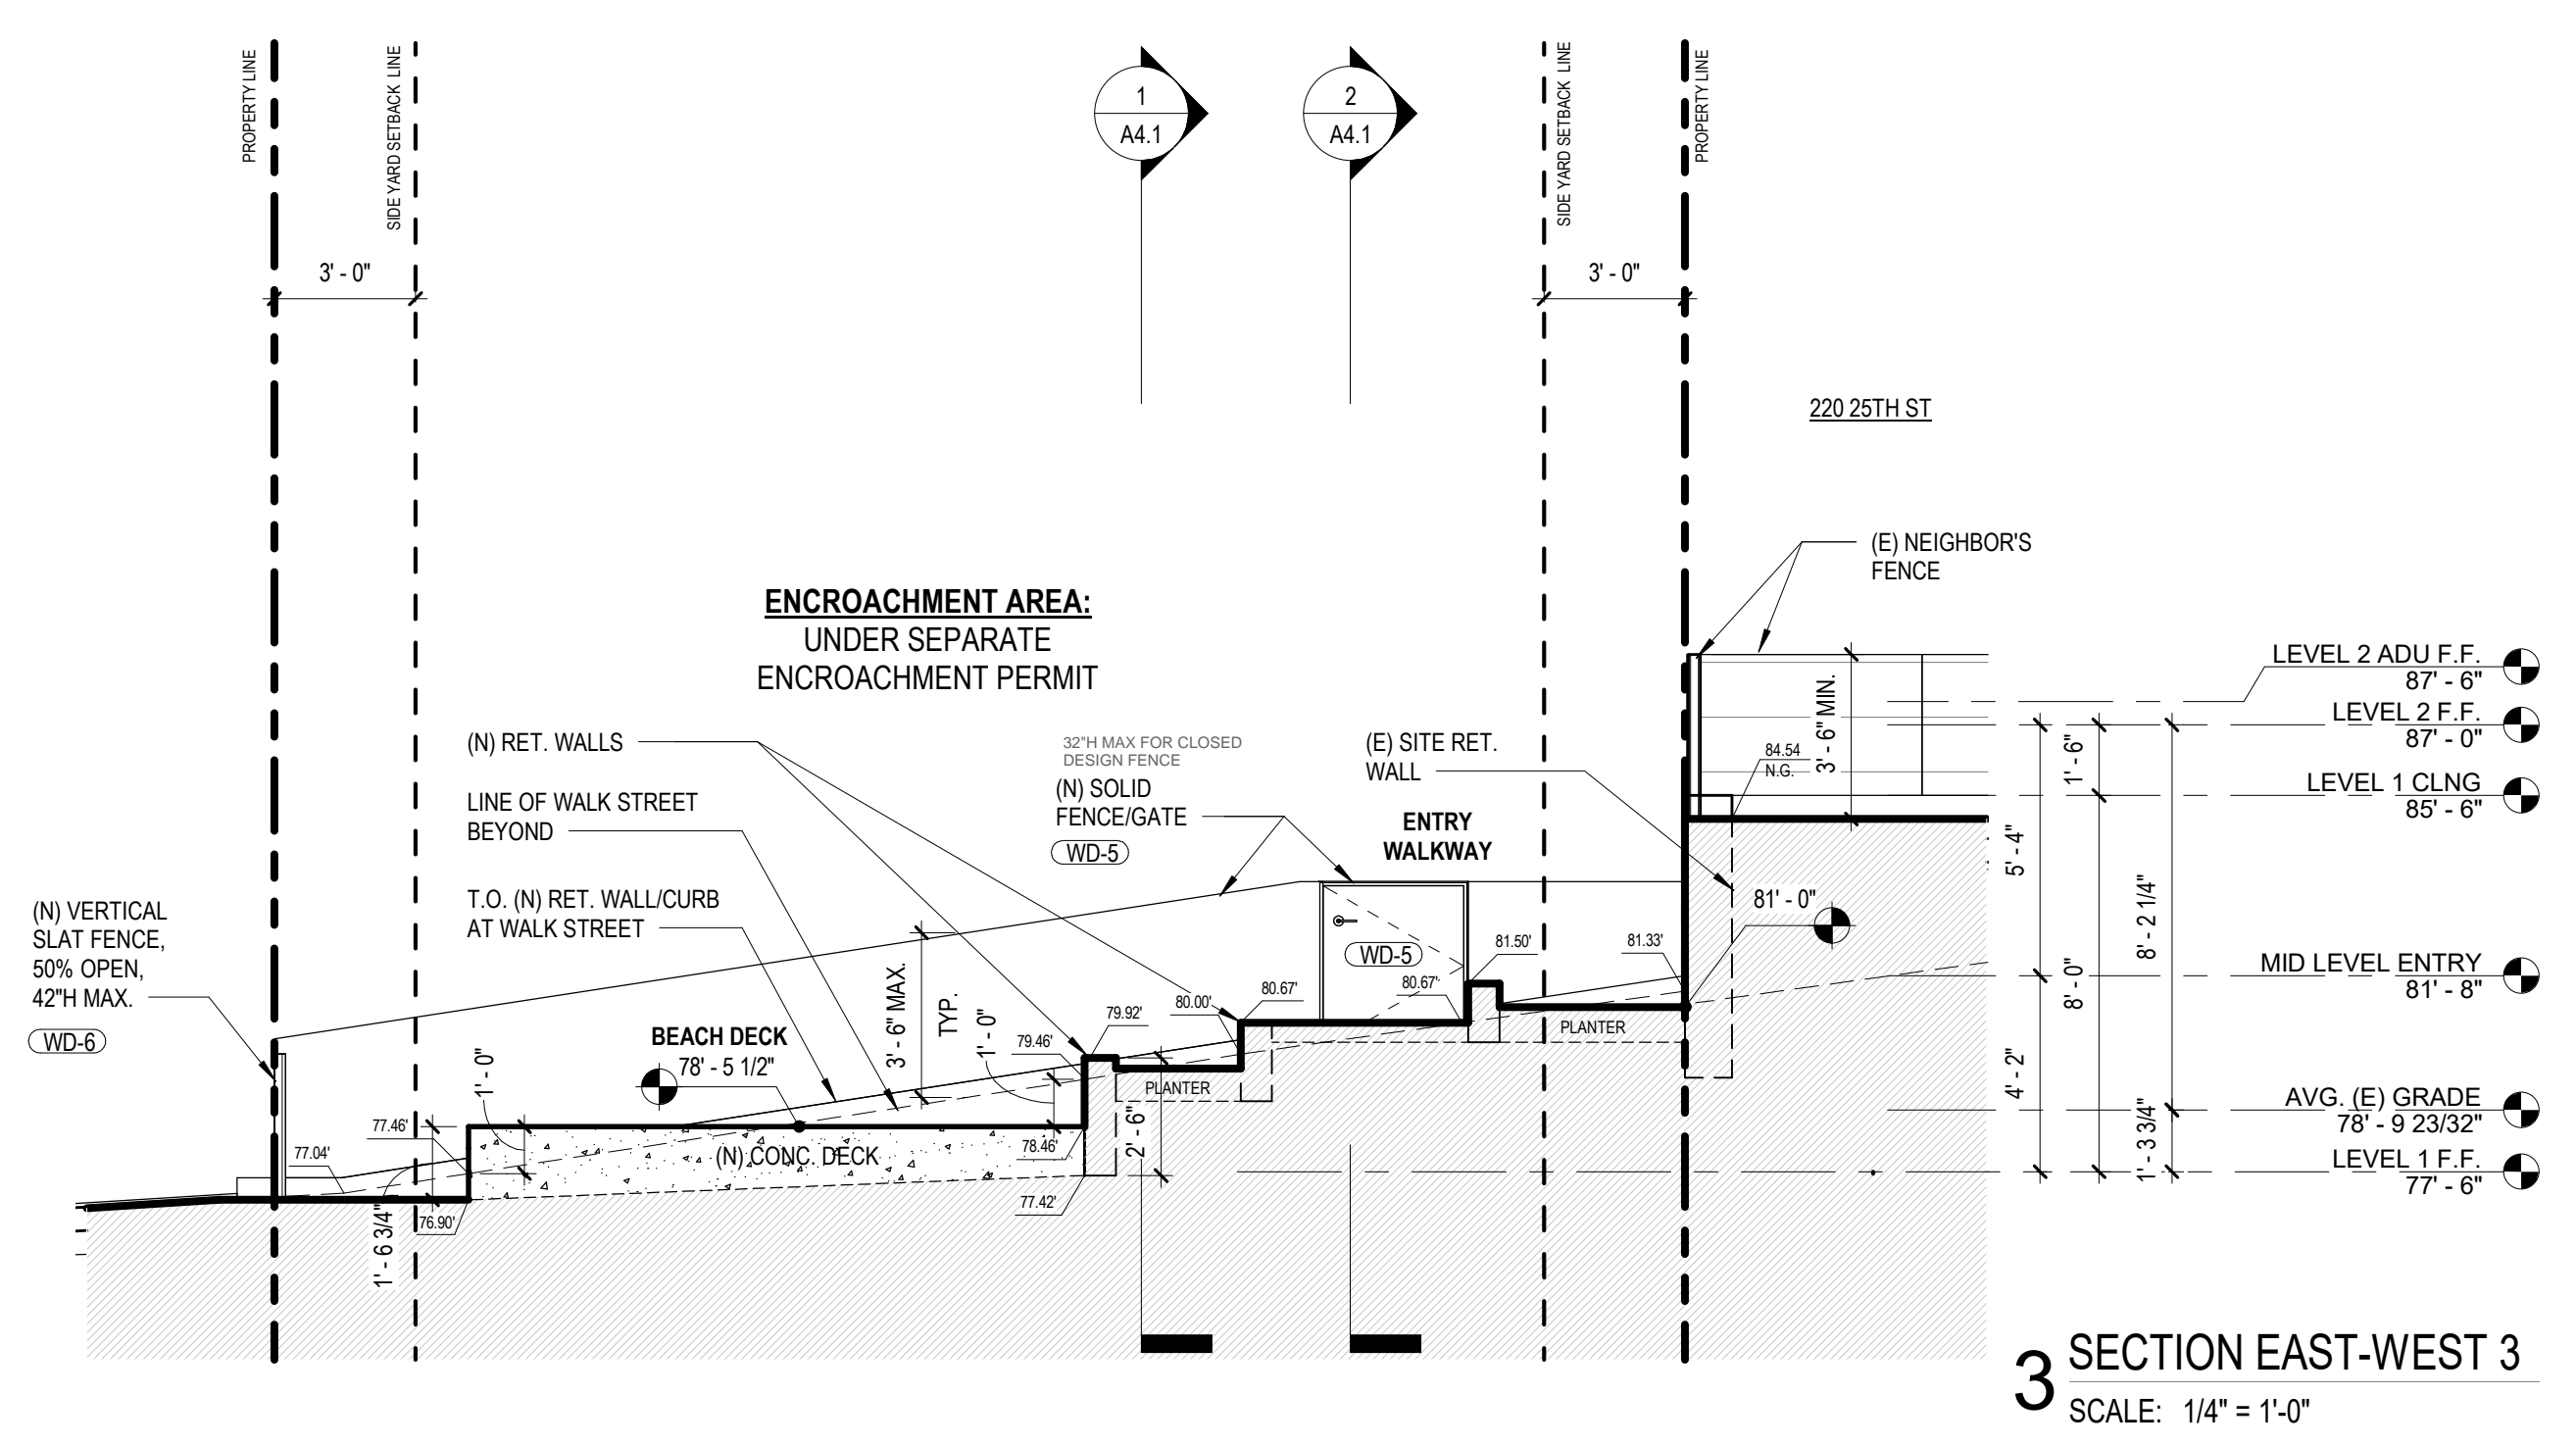 PROPERTY LINE
SIDE YARD SETBACK LINE
1
A4.1
2
A4.1
SIDE YARD SETBACK LINE
PROPERTY LINE
3' - 0"
3' - 0"
220 25TH ST
(E) NEIGHBOR'S
FENCE
ENCROACHMENT AREA:
UNDER SEPARATE
ENCROACHMENT PERMIT
LEVEL 2 ADU F.F.
87' - 6"
LEVEL 2 F.F.
87' - 0"
LEVEL 1 CLNG
85' - 6"
MID LEVEL ENTRY
81' - 8"
AVG. (E) GRADE
78' - 9 23/32"
LEVEL 1 F.F.
77' - 6"
(N) RET. WALLS
LINE OF WALK STREET
BEYOND
T.O. (N) RET. WALL/CURB
AT WALK STREET
32"H MAX FOR CLOSED
DESIGN FENCE
(N) SOLID
FENCE/GATE
WD-5
(E) SITE RET.
WALL
ENTRY
WALKWAY
84.54
N.G.
3' - 6" MIN.
1' - 6"
5' - 4"
8' - 2 1/4"
8' - 0"
4' - 2"
1' - 3 3/4"
(N) VERTICAL
SLAT FENCE,
50% OPEN,
42"H MAX.
WD-6
81' - 0"
WD-5
81.50'
81.33'
80.67'
80.67'
80.00'
79.92'
79.46'
3' - 6" MAX.
TYP.
1' - 0"
BEACH DECK
78' - 5 1/2"
1' - 0"
PLANTER
PLANTER
77.46'
77.04'
(N) CONC. DECK
78.46'
2' - 6"
77.42'
76.90'
1' - 6 3/4"
3
SECTION EAST-WEST 3
SCALE: 1/4" = 1'-0"